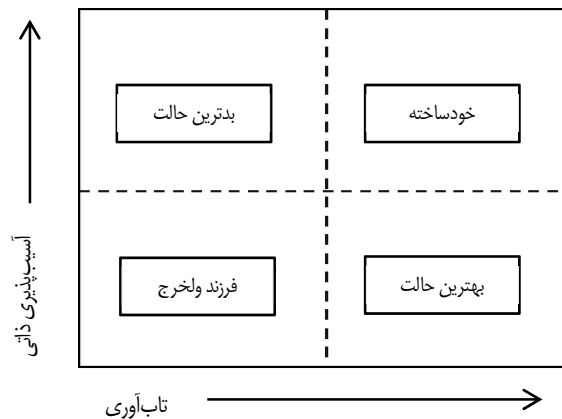 خودساخته
بدترین حالت
بهترین حالت
فرزند ولخرج
آسیب‌پذیری ذاتی
تاب‌آوری